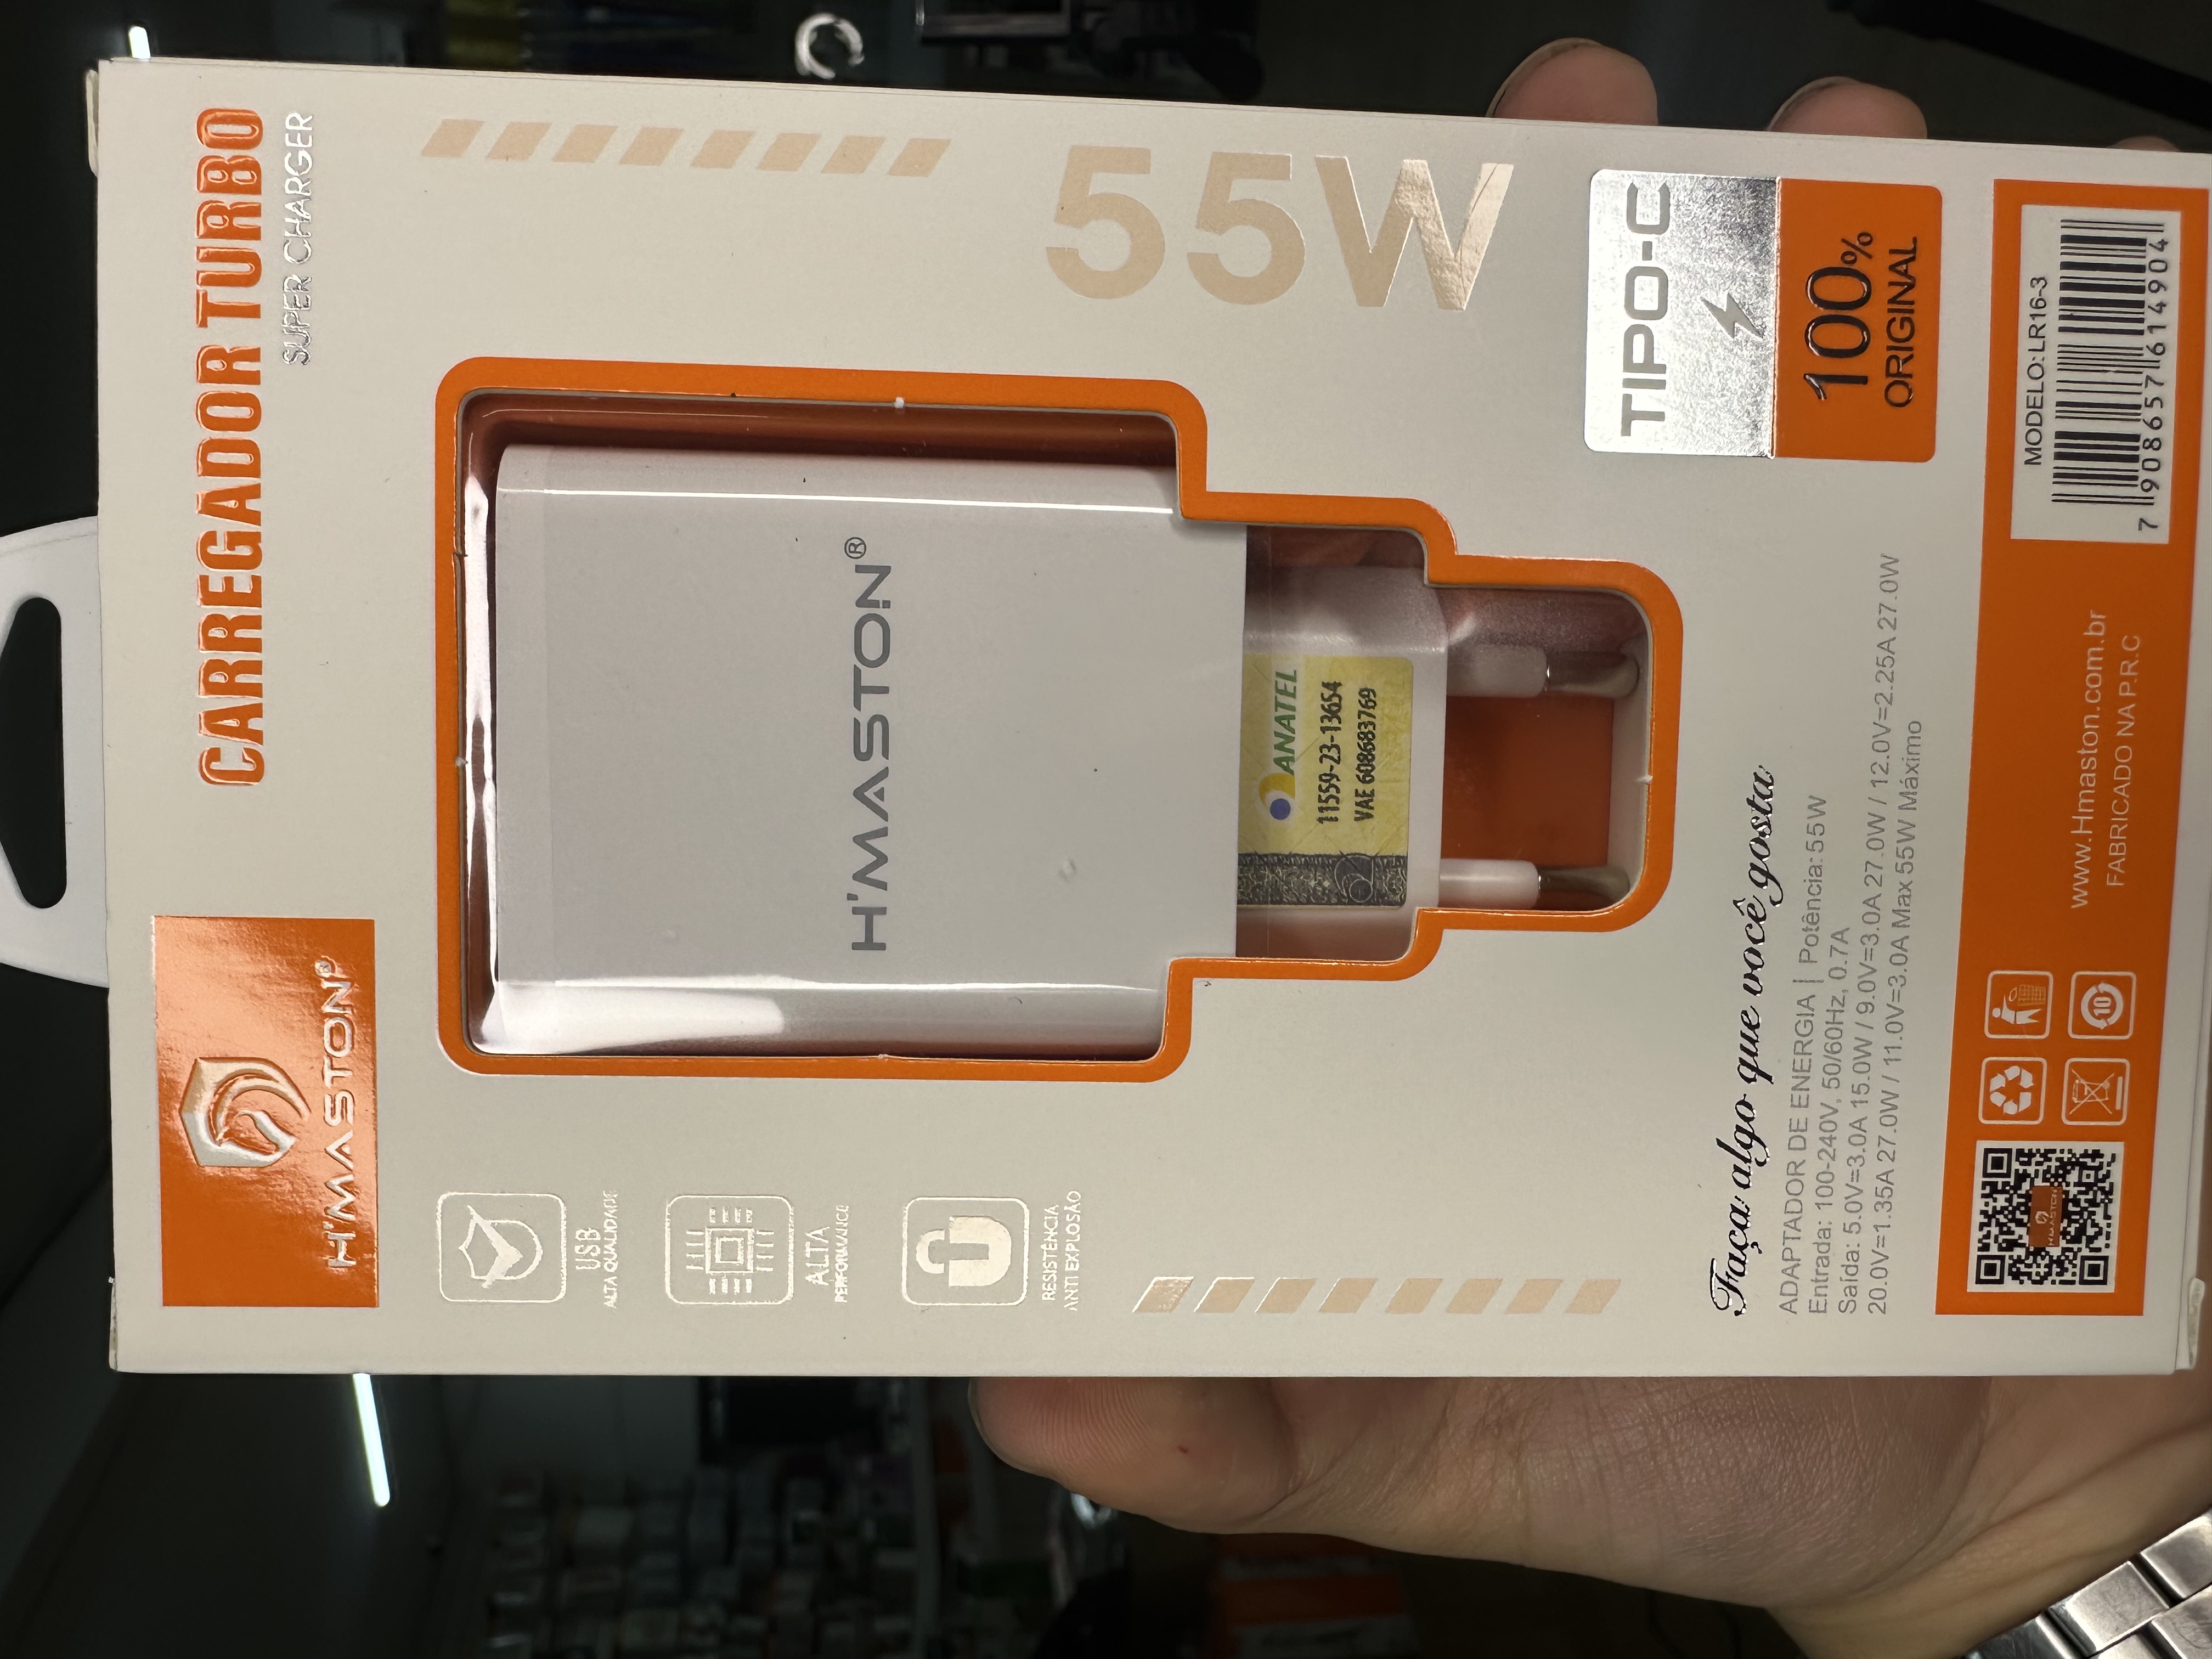 H'MASTON®
CARREGADOR TURBO
SUPER CHARGER
USB
ALTA QUALIDADE
ALTA
PERFORMANCE
RESISTÊNCIA
ANTI EXPLOSÃO
H'MASTON®
55W
ANATEL
11559-23-13654
VAE 608683769
TIPO-C
100%
ORIGINAL
Faça algo que você gosta
ADAPTADOR DE ENERGIA | Potência: 55W
Entrada: 100-240V, 50/60Hz, 0.7A
Saída: 5.0V=3.0A 15.0W / 9.0V=3.0A 27.0W / 12.0V=2.25A 27.0W
20.0V=1.35A 27.0W / 11.0V=3.0A Max 55W Máximo
H'MASTON
10
www.Hmaston.com.br
FABRICADO NA P.R.C
MODELO: LR16-3
7 908657 614904